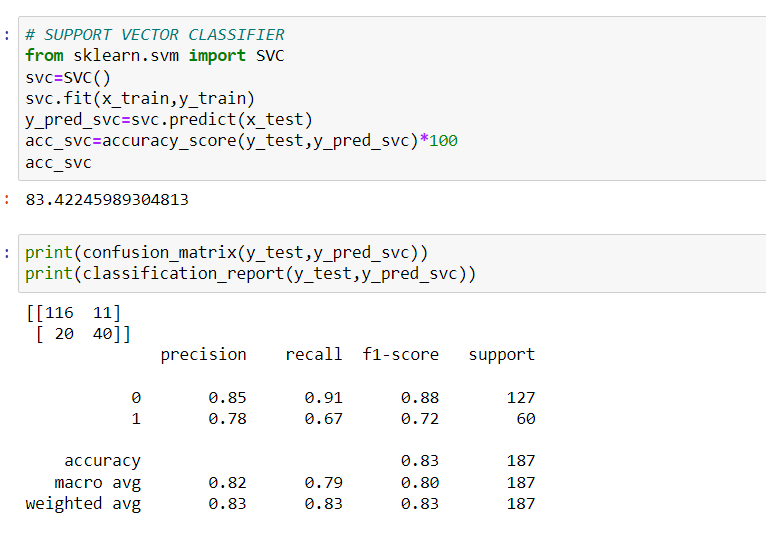 : # SUPPORT VECTOR CLASSIFIER
from sklearn.svm import SVC
svc=SVC()
svc.fit(x_train,y_train)
y_pred_svc=svc.predict(x_test)
acc_svc=accuracy_score(y_test,y_pred_svc)*100
acc_svc
: 83.42245989304813
: print(confusion_matrix(y_test,y_pred_svc))
print(classification_report(y_test,y_pred_svc))
[[116  11]
 [ 20  40]]
              precision    recall  f1-score   support

           0       0.85      0.91      0.88       127
           1       0.78      0.67      0.72        60

    accuracy                           0.83       187
   macro avg       0.82      0.79      0.80       187
weighted avg       0.83      0.83      0.83       187